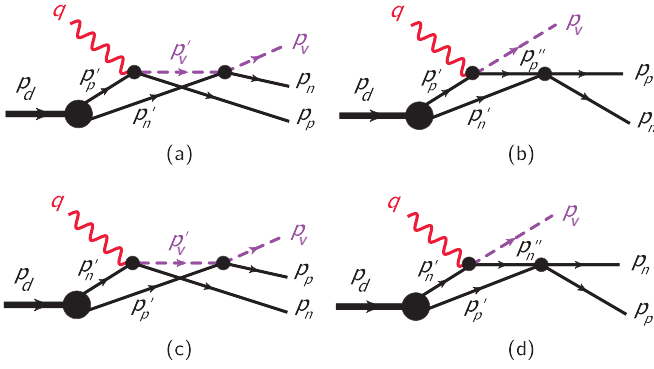 q
p_v'
p_v
p_p'
p_d
p_n'
p_n
p_p
(a)
q
p_v
p_p''
p_p'
p_d
p_n'
p_p
p_n
(b)
q
p_v'
p_v
p_n'
p_d
p_p'
p_p
p_n
(c)
q
p_v
p_n''
p_n'
p_d
p_p'
p_n
p_p
(d)